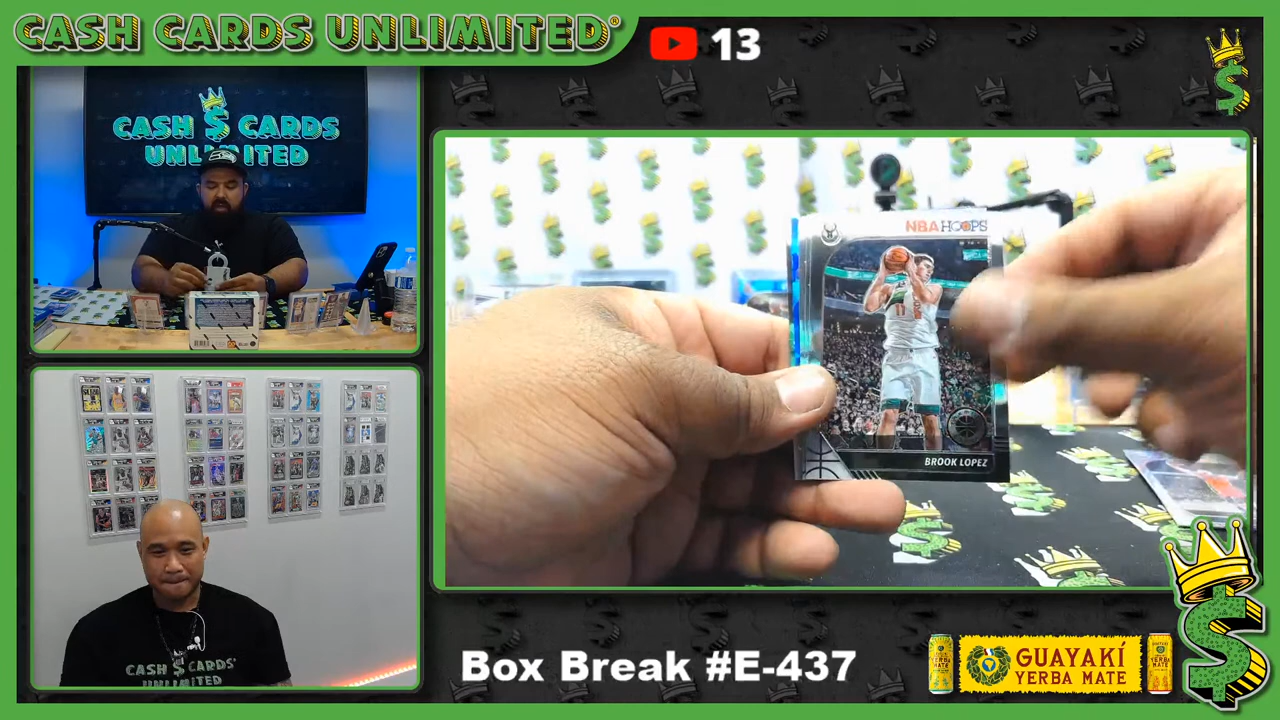 CASH CARDS UNLIMITED®
13
CASH $ CARDS
UNLIMITED
NBA HOOPS
11
BROOK LOPEZ
CASH $ CARDS
UNLIMITED
Box Break #E-437
GUAYAKÍ
YERBA MATE